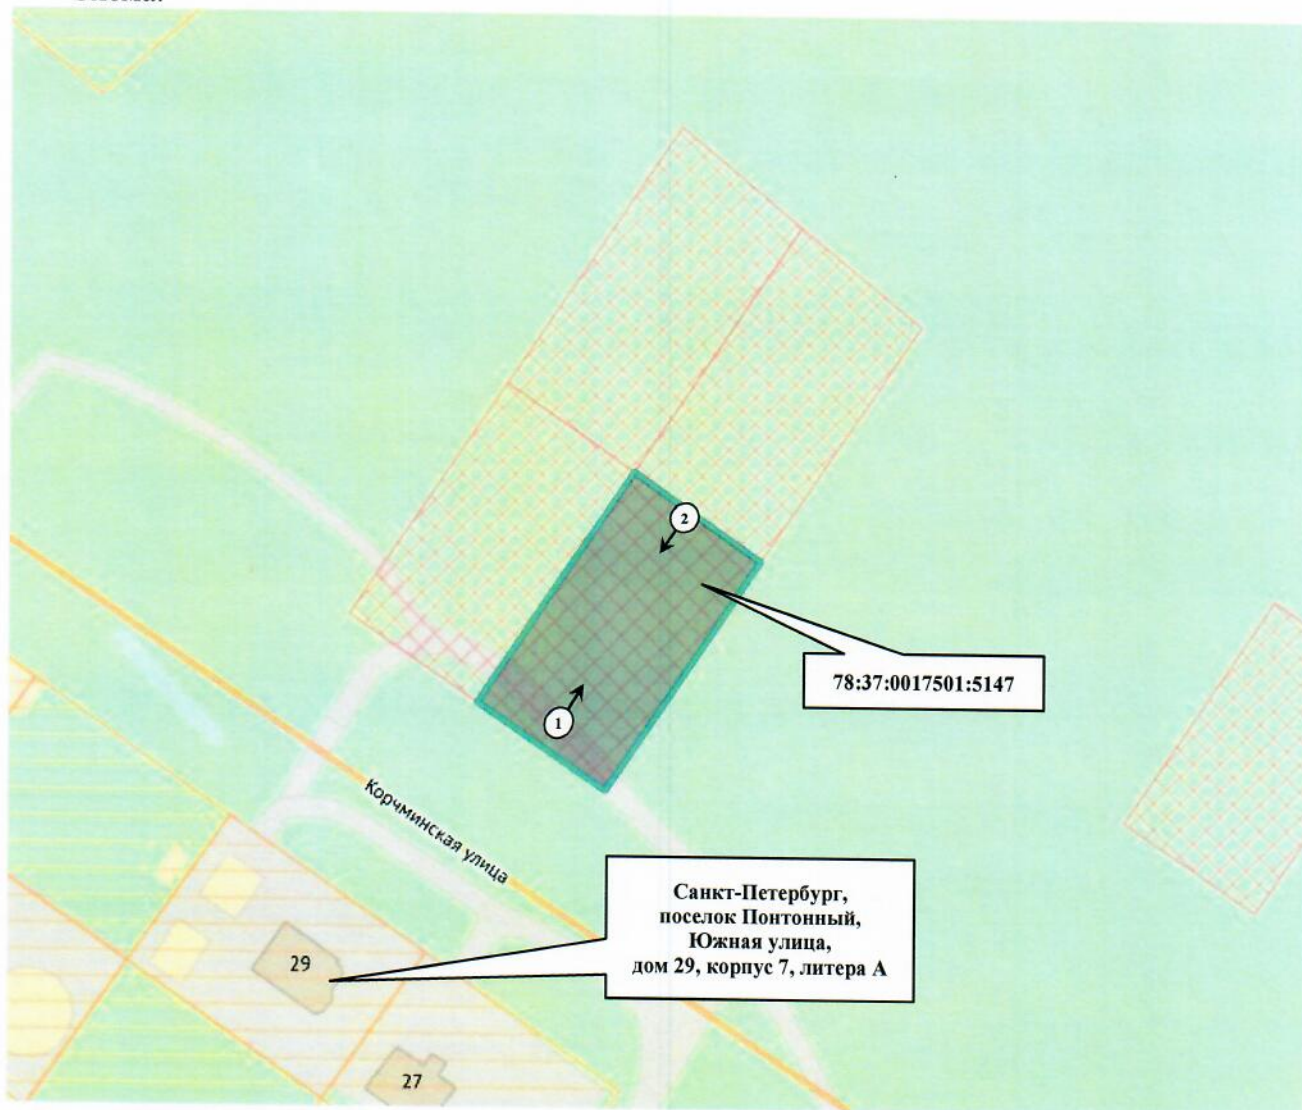 2
78:37:0017501:5147
1
Корчминская улица
Санкт-Петербург,
поселок Понтонный,
Южная улица,
дом 29, корпус 7, литера А
29
27